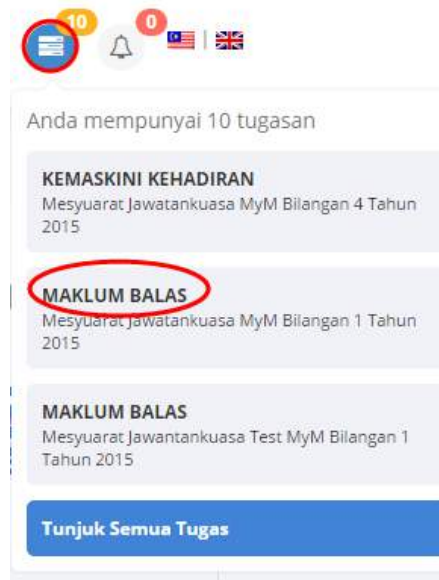 10
0
|
Anda mempunyai 10 tugasan
KEMASKINI KEHADIRAN
Mesyuarat Jawatankuasa MyM Bilangan 4 Tahun
2015
MAKLUM BALAS
Mesyuarat Jawatankuasa MyM Bilangan 1 Tahun
2015
MAKLUM BALAS
Mesyuarat Jawantankuasa Test MyM Bilangan 1
Tahun 2015
Tunjuk Semua Tugas